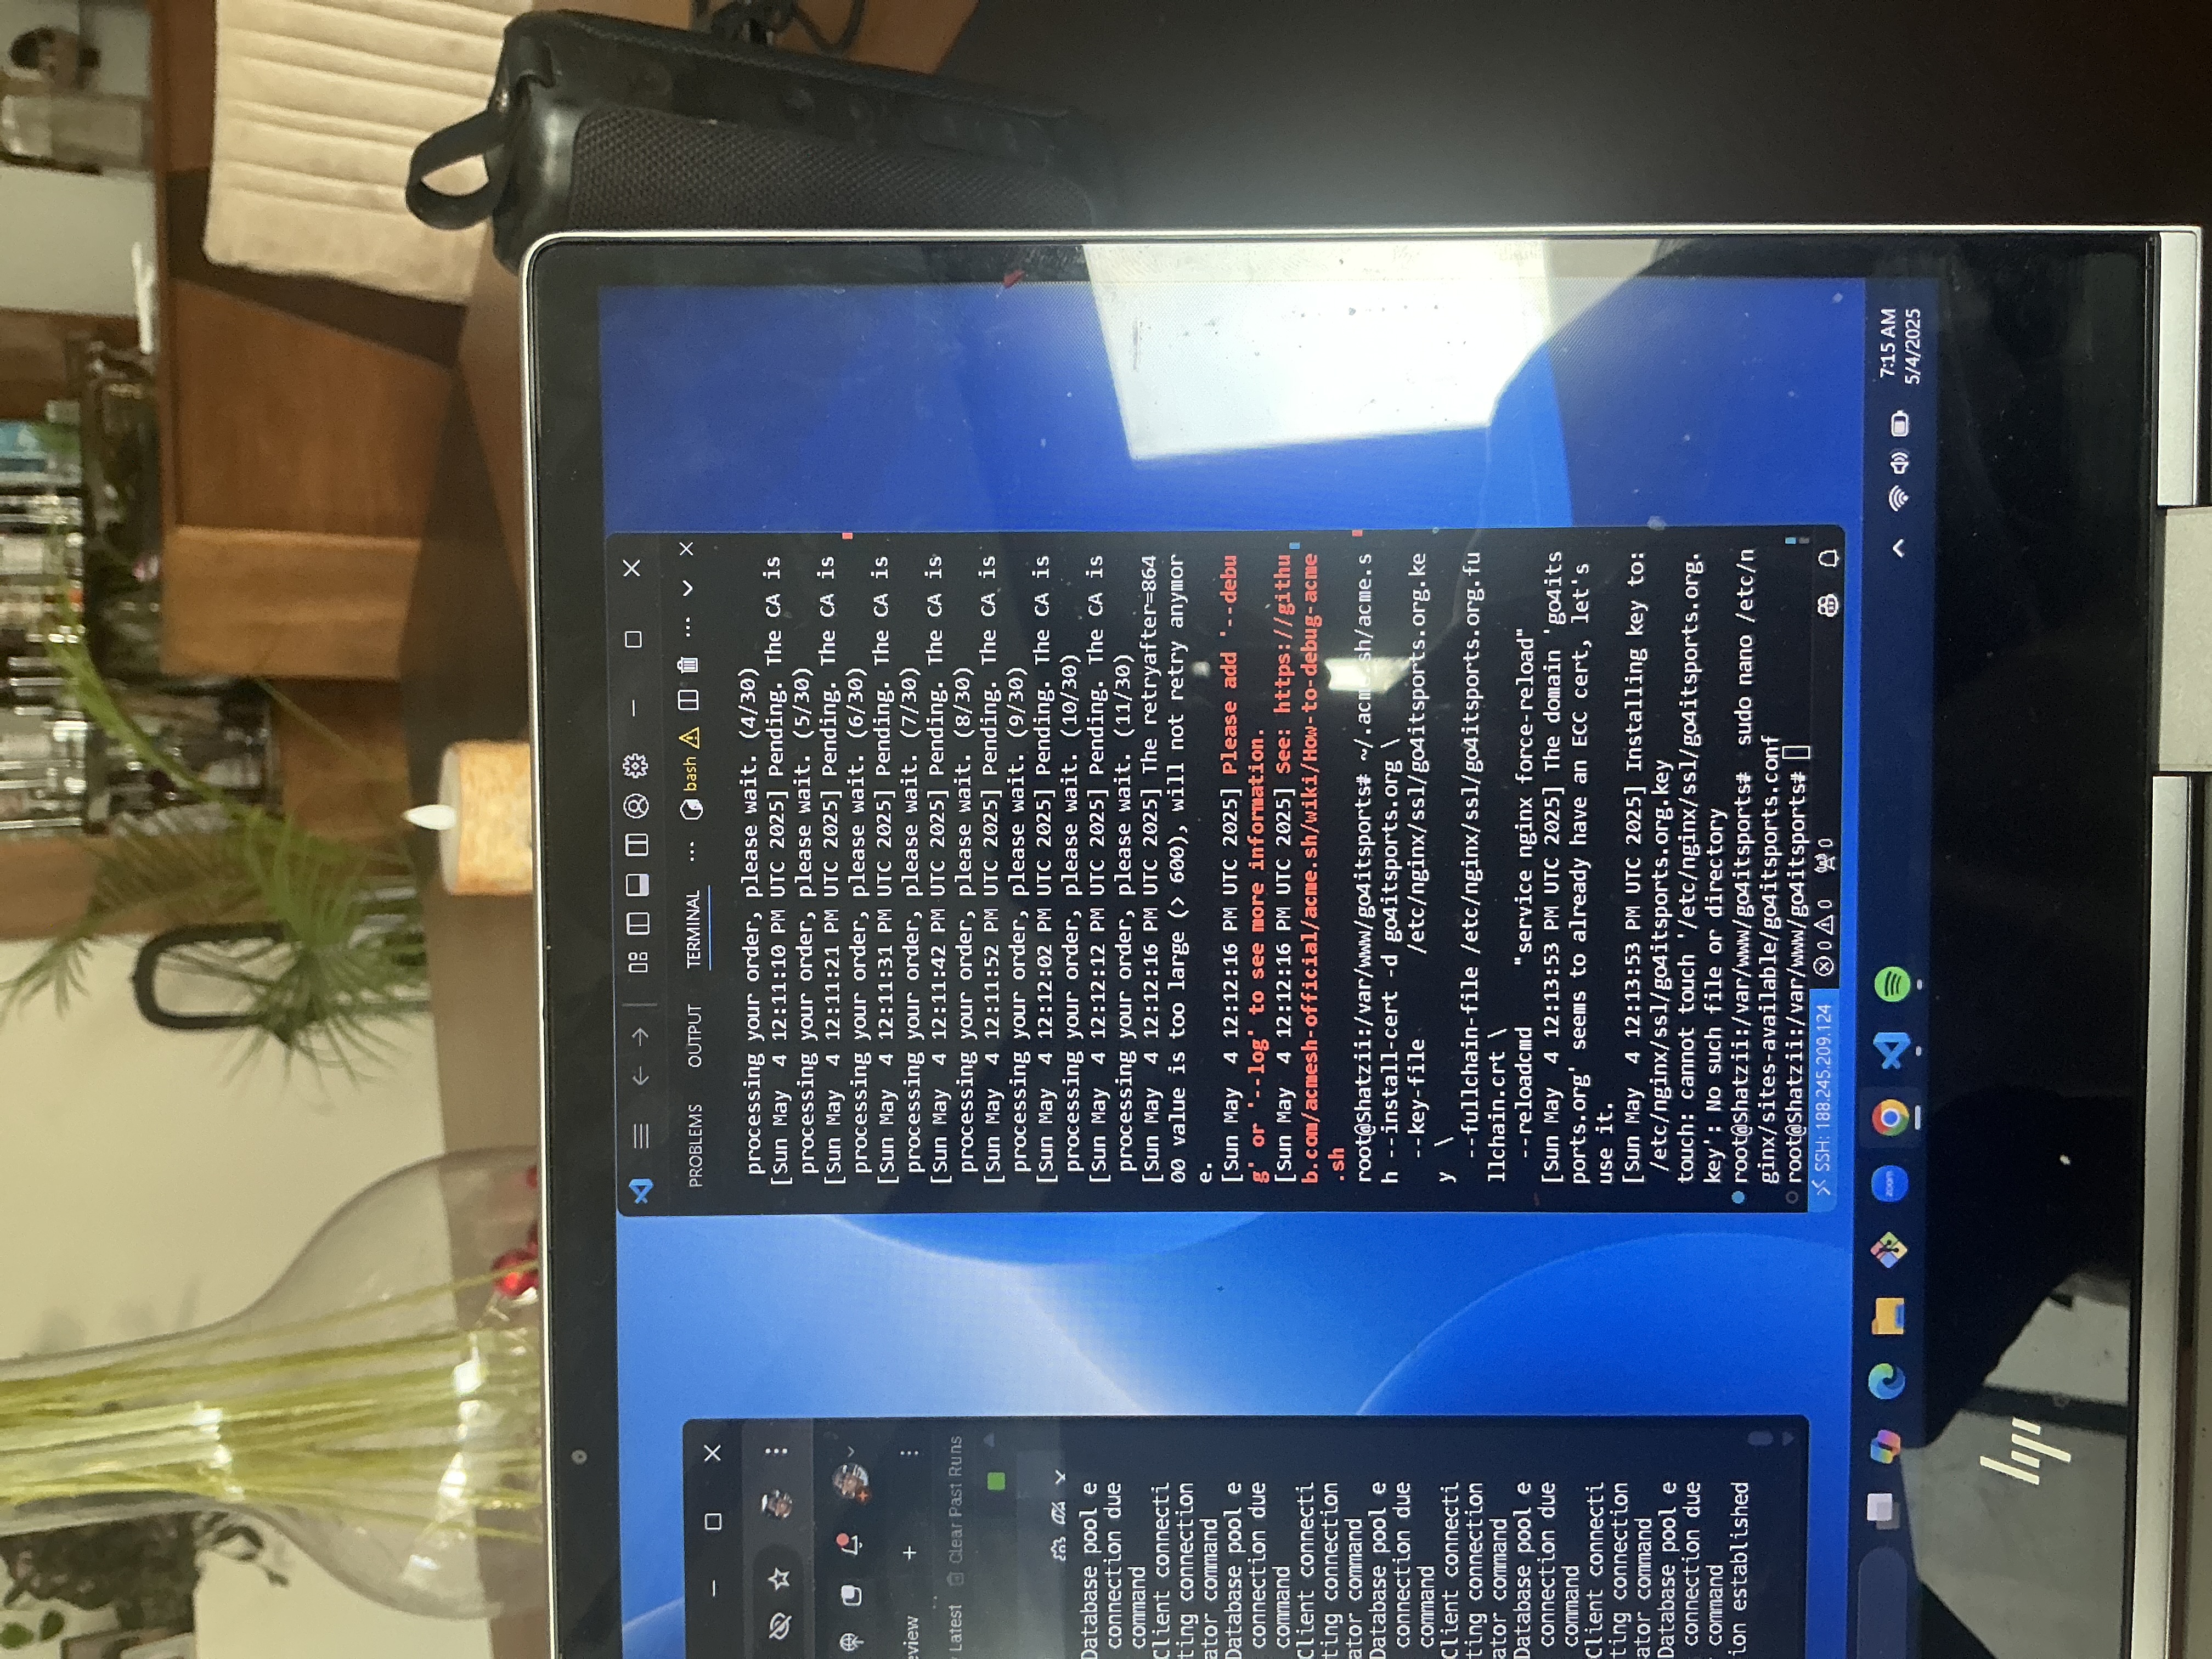 PROBLEMS OUTPUT TERMINAL ··· bash
processing your order, please wait. (4/30)
[Sun May  4 12:11:10 PM UTC 2025] Pending. The CA is
processing your order, please wait. (5/30)
[Sun May  4 12:11:21 PM UTC 2025] Pending. The CA is
processing your order, please wait. (6/30)
[Sun May  4 12:11:31 PM UTC 2025] Pending. The CA is
processing your order, please wait. (7/30)
[Sun May  4 12:11:42 PM UTC 2025] Pending. The CA is
processing your order, please wait. (8/30)
[Sun May  4 12:11:52 PM UTC 2025] Pending. The CA is
processing your order, please wait. (9/30)
[Sun May  4 12:12:02 PM UTC 2025] Pending. The CA is
processing your order, please wait. (10/30)
[Sun May  4 12:12:12 PM UTC 2025] Pending. The CA is
processing your order, please wait. (11/30)
[Sun May  4 12:12:16 PM UTC 2025] The retryafter=864
00 value is too large (> 600), will not retry anymor
e.
[Sun May  4 12:12:16 PM UTC 2025] Please add '--debu
g' or '--log' to see more information.
[Sun May  4 12:12:16 PM UTC 2025] See: https://githu
b.com/acmesh-official/acme.sh/wiki/How-to-debug-acme
.sh
root@Shatzii:/var/www/go4itsports# ~/.acme.sh/acme.s
h --install-cert -d go4itsports.org \
--key-file       /etc/nginx/ssl/go4itsports.org.ke
y  \
--fullchain-file /etc/nginx/ssl/go4itsports.org.fu
llchain.crt \
--reloadcmd     "service nginx force-reload"
[Sun May  4 12:13:53 PM UTC 2025] The domain 'go4its
ports.org' seems to already have an ECC cert, let's
use it.
[Sun May  4 12:13:53 PM UTC 2025] Installing key to:
/etc/nginx/ssl/go4itsports.org.key
touch: cannot touch '/etc/nginx/ssl/go4itsports.org.
key': No such file or directory
root@Shatzii:/var/www/go4itsports#  sudo nano /etc/n
ginx/sites-available/go4itsports.conf
root@Shatzii:/var/www/go4itsports#
SSH: 188.245.209.124 0 0 0
eview +
Latest Clear Past Runs
Database pool e
connection due
command
Client connecti
ting connection
ator command
Database pool e
connection due
command
Client connecti
ting connection
ator command
Database pool e
connection due
command
Client connecti
ting connection
ator command
Database pool e
connection due
command
Client connecti
ting connection
ator command
Database pool e
connection due
command
ion established
zoom
7:15 AM
5/4/2025
hp